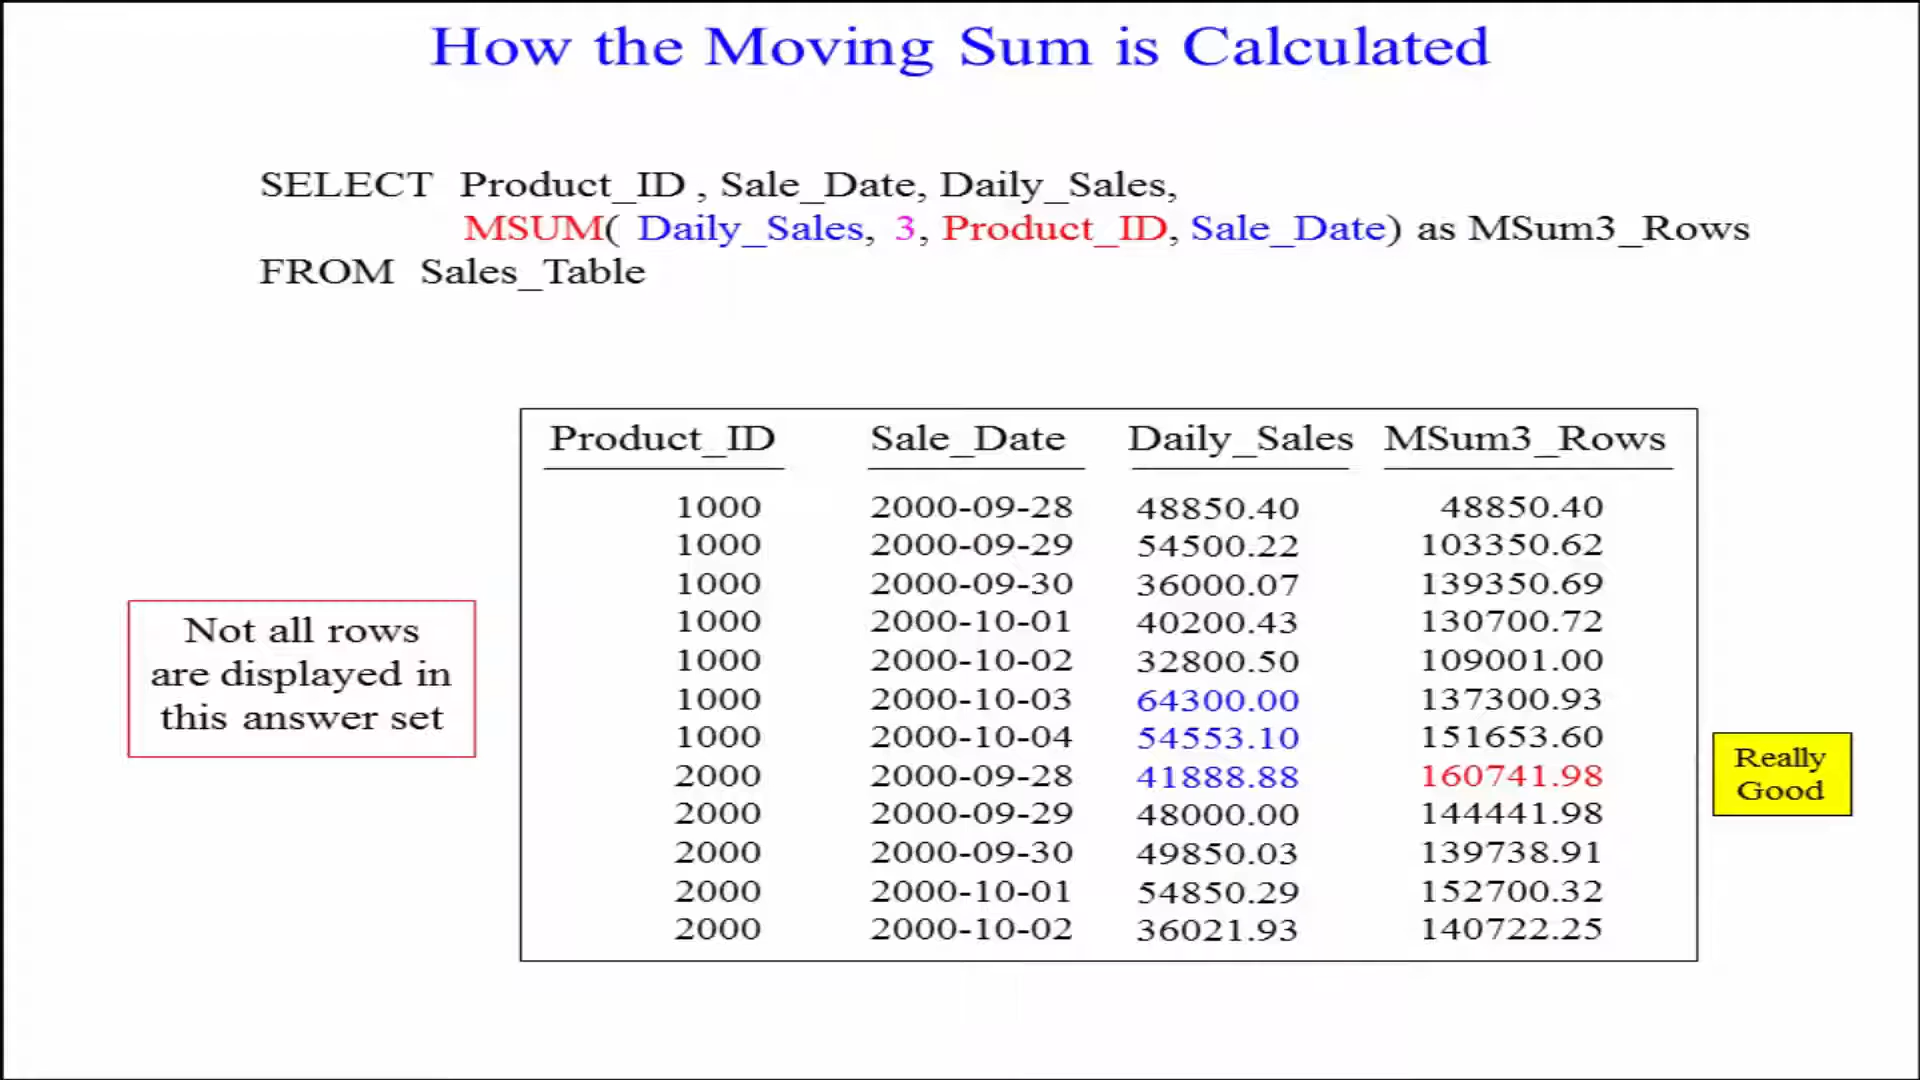 How the Moving Sum is Calculated
SELECT Product_ID , Sale_Date, Daily_Sales,
MSUM( Daily_Sales, 3, Product_ID, Sale_Date) as MSum3_Rows
FROM Sales_Table
Product_ID Sale_Date Daily_Sales MSum3_Rows
1000 2000-09-28 48850.40 48850.40
1000 2000-09-29 54500.22 103350.62
1000 2000-09-30 36000.07 139350.69
1000 2000-10-01 40200.43 130700.72
1000 2000-10-02 32800.50 109001.00
1000 2000-10-03 64300.00 137300.93
1000 2000-10-04 54553.10 151653.60
2000 2000-09-28 41888.88 160741.98
2000 2000-09-29 48000.00 144441.98
2000 2000-09-30 49850.03 139738.91
2000 2000-10-01 54850.29 152700.32
2000 2000-10-02 36021.93 140722.25
Not all rows
are displayed in
this answer set
Really
Good